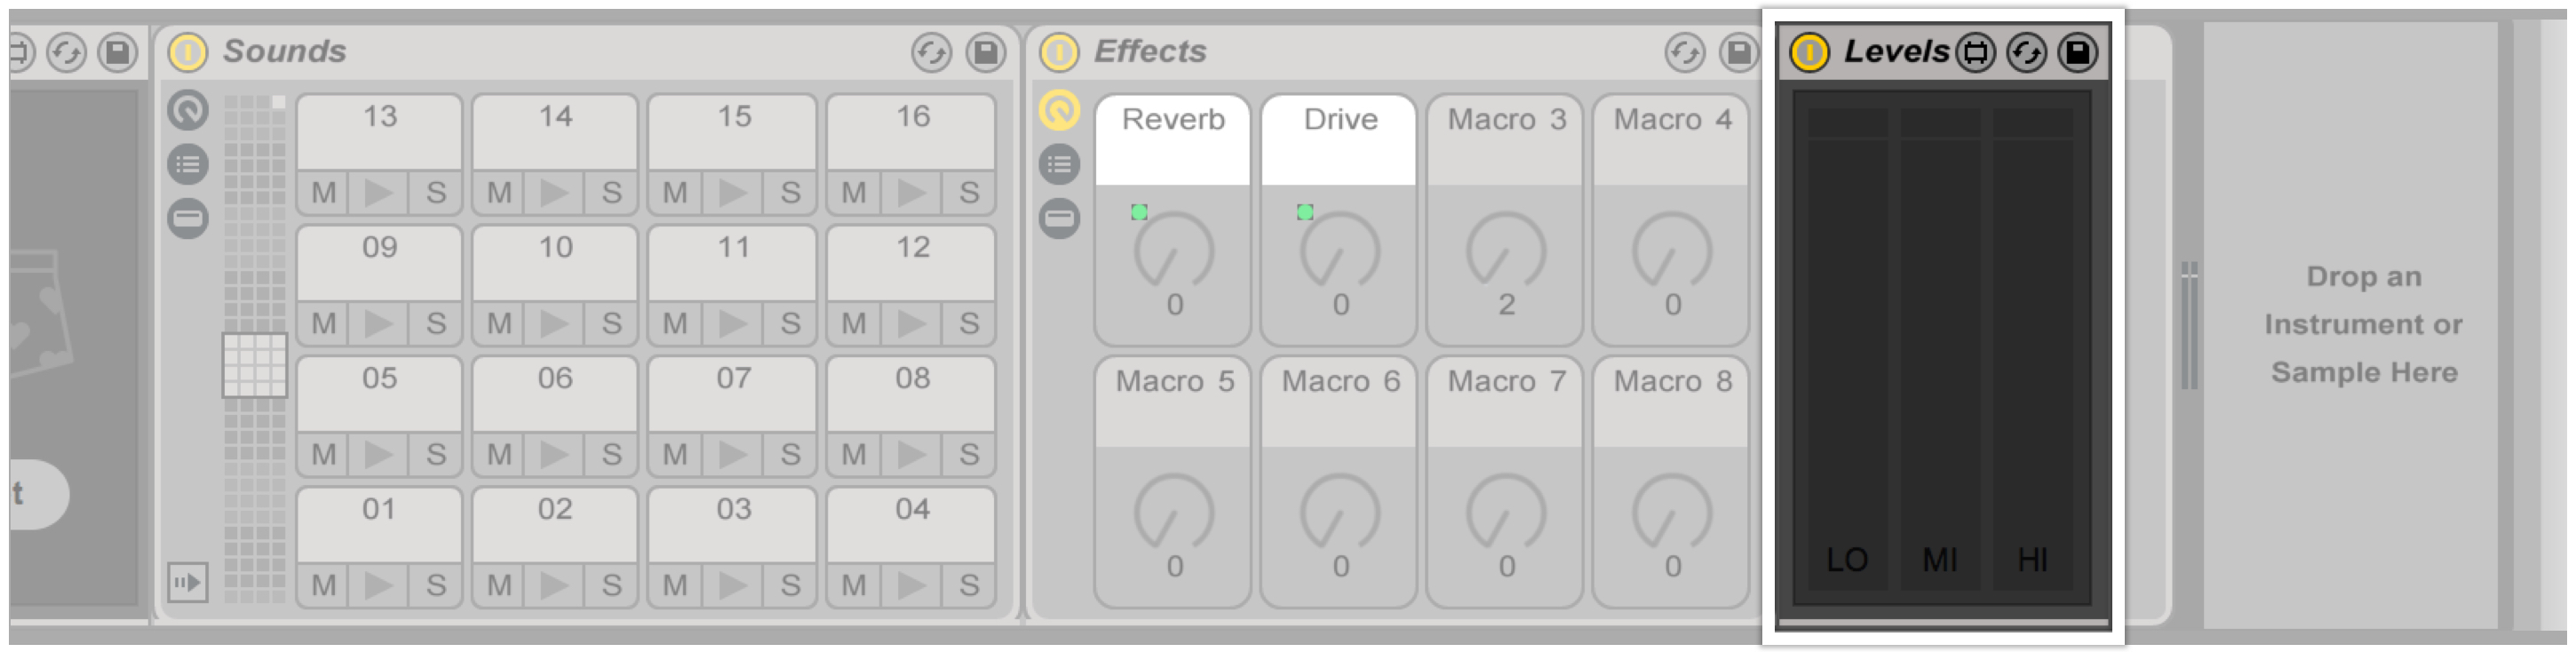 t
Sounds
13 14 15 16
M S M S M S M S
09 10 11 12
M S M S M S M S
05 06 07 08
M S M S M S M S
01 02 03 04
M S M S M S M S
Effects
Reverb Drive Macro 3 Macro 4
0 0 2 0
Macro 5 Macro 6 Macro 7 Macro 8
0 0 0 0
Levels
LO MI HI
Drop an
Instrument or
Sample Here